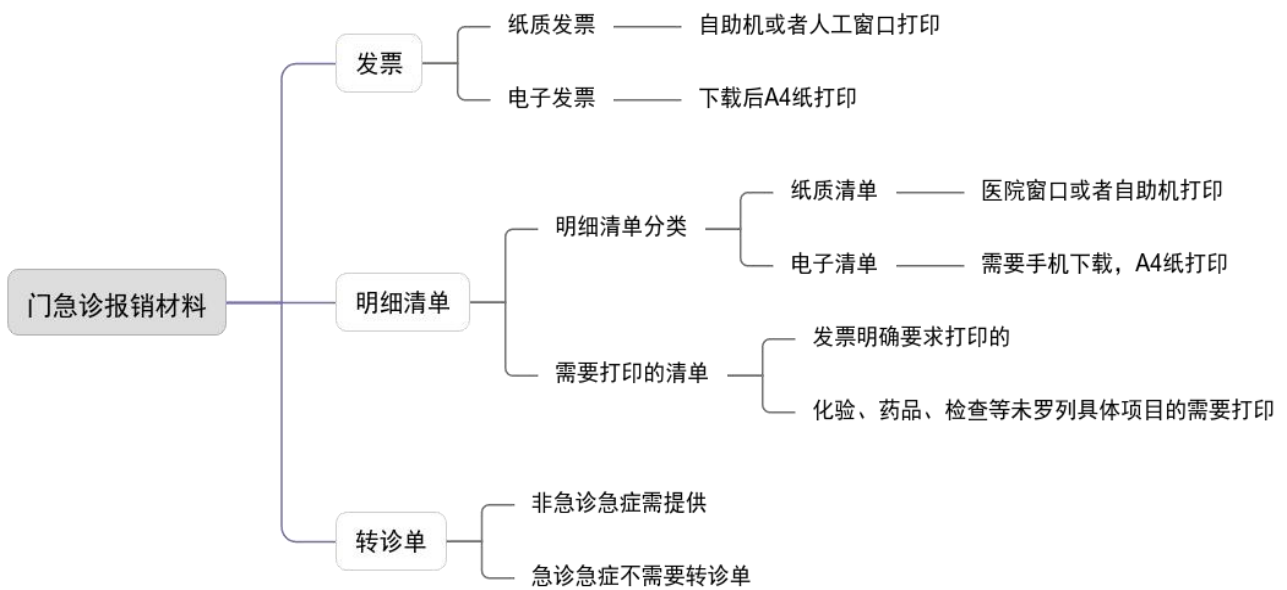 门急诊报销材料
发票
纸质发票
自助机或者人工窗口打印
电子发票
下载后A4纸打印
明细清单
明细清单分类
纸质清单
医院窗口或者自助机打印
电子清单
需要手机下载，A4纸打印
需要打印的清单
发票明确要求打印的
化验、药品、检查等未罗列具体项目的需要打印
转诊单
非急诊急症需提供
急诊急症不需要转诊单